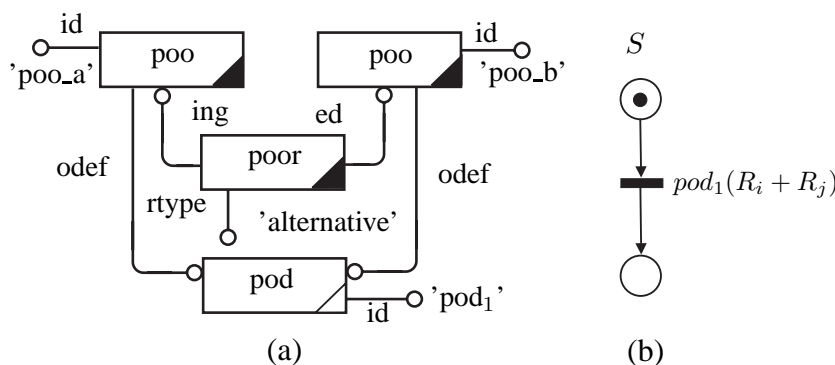 id
id
S
poo
poo
'poo_a'
'poo_b'
ing
ed
poor
odef
odef
pod₁(Rᵢ + Rⱼ)
rtype
'alternative'
pod
id
'pod₁'
(a)
(b)